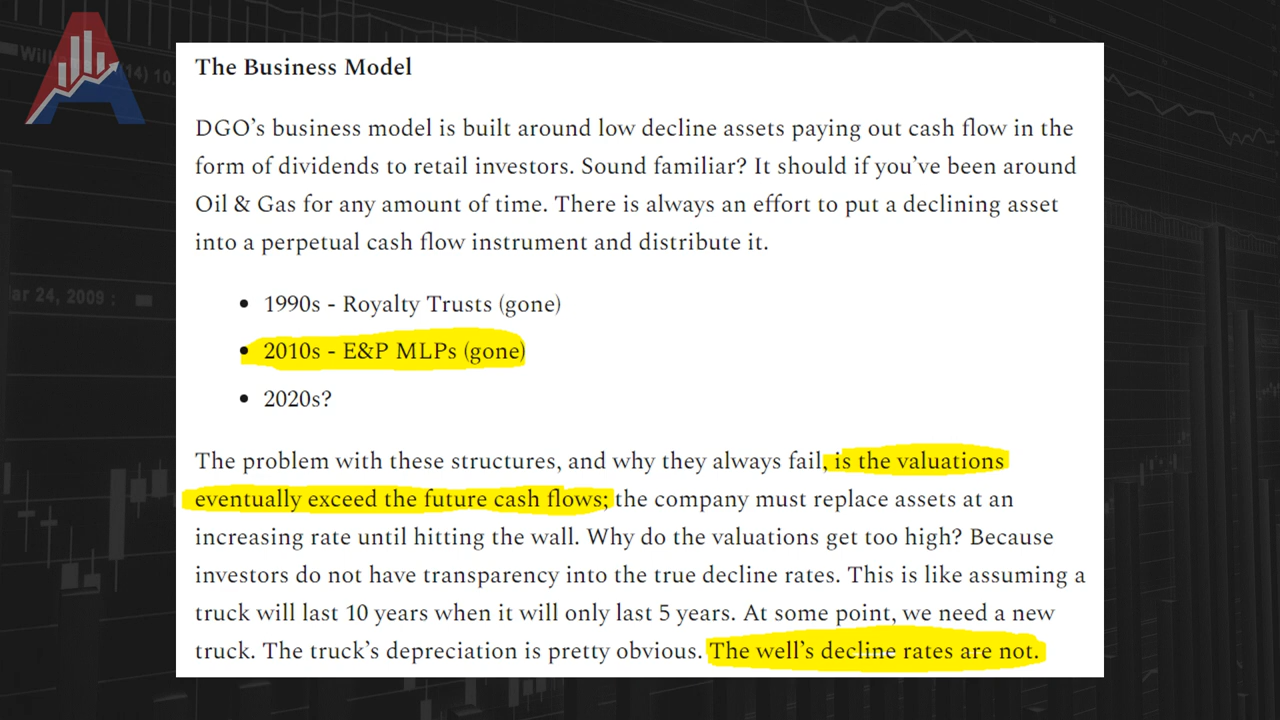 The Business Model
DGO’s business model is built around low decline assets paying out cash flow in the
form of dividends to retail investors. Sound familiar? It should if you’ve been around
Oil & Gas for any amount of time. There is always an effort to put a declining asset
into a perpetual cash flow instrument and distribute it.
• 1990s - Royalty Trusts (gone)
• 2010s - E&P MLPs (gone)
• 2020s?
The problem with these structures, and why they always fail, is the valuations
eventually exceed the future cash flows; the company must replace assets at an
increasing rate until hitting the wall. Why do the valuations get too high? Because
investors do not have transparency into the true decline rates. This is like assuming a
truck will last 10 years when it will only last 5 years. At some point, we need a new
truck. The truck’s depreciation is pretty obvious. The well’s decline rates are not.
Will
14) 10.
ar 24, 2009 :